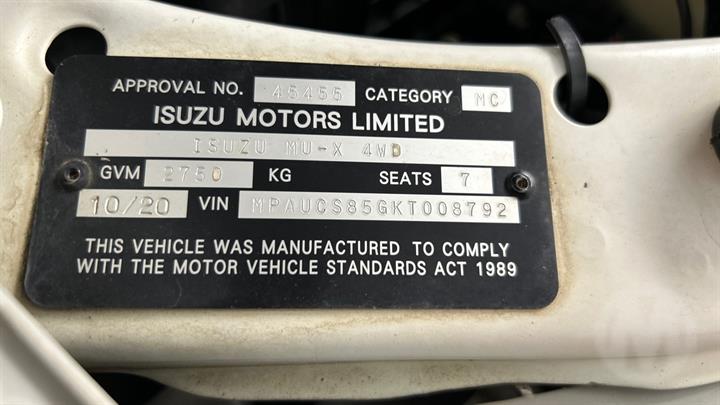 APPROVAL NO. 45455 CATEGORY MC
ISUZU MOTORS LIMITED
ISUZU MU-X 4WD
GVM 2750 KG SEATS 7
10/20 VIN MPAUCS85GKT008792
THIS VEHICLE WAS MANUFACTURED TO COMPLY
WITH THE MOTOR VEHICLE STANDARDS ACT 1989